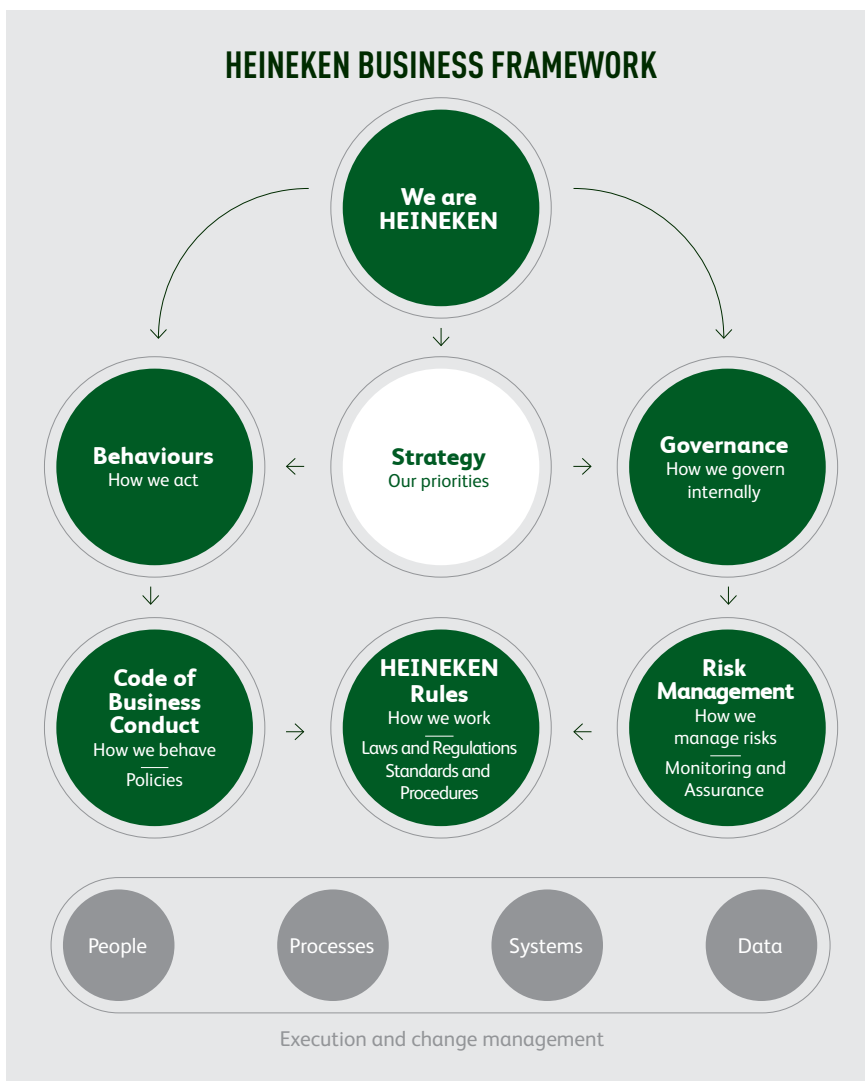 HEINEKEN BUSINESS FRAMEWORK
We are
HEINEKEN
Behaviours
How we act
Strategy
Our priorities
Governance
How we govern
internally
Code of
Business
Conduct
How we behave
Policies
HEINEKEN
Rules
How we work
Laws and Regulations
Standards and
Procedures
Risk
Management
How we
manage risks
Monitoring and
Assurance
People
Processes
Systems
Data
Execution and change management